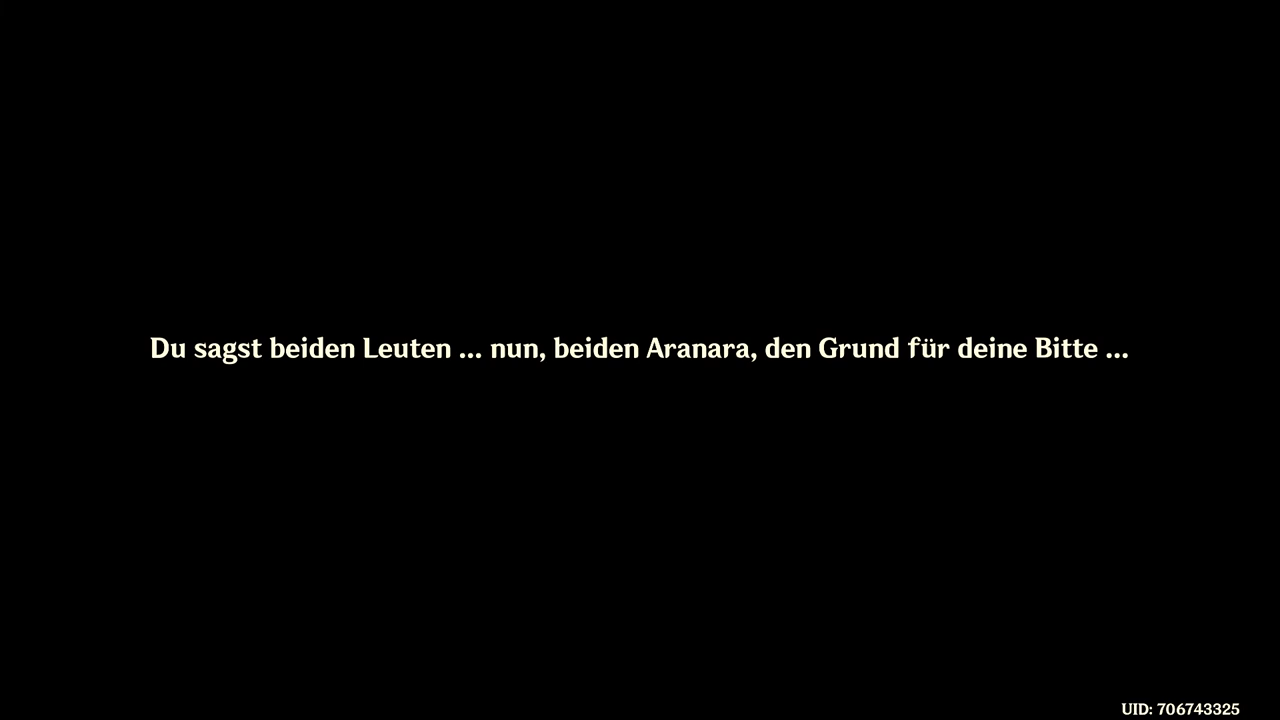 Du sagst beiden Leuten ... nun, beiden Aranara, den Grund für deine Bitte ...
UID: 706743325